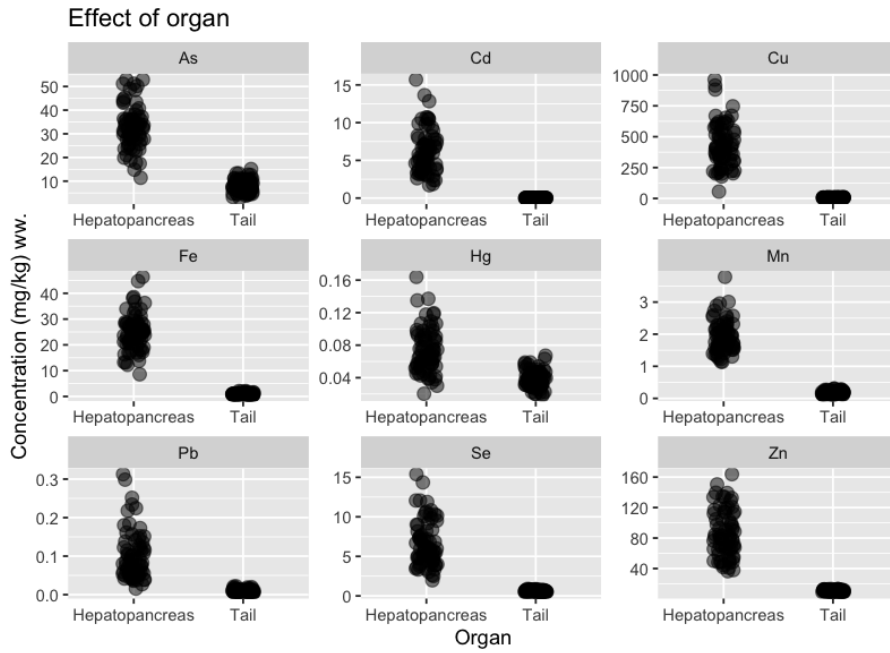 Effect of organ
As Cd Cu
50 15 1000
40 10 750
30 5 500
20 0 250
10 0
Hepatopancreas Tail Hepatopancreas Tail Hepatopancreas Tail
Fe Hg Mn
40 0.16 3
30 0.12 2
20 0.08 1
10 0.04 0
0
Hepatopancreas Tail Hepatopancreas Tail Hepatopancreas Tail
Pb Se Zn
0.3 15 160
0.2 10 120
0.1 5 80
0.0 0 40
Hepatopancreas Tail Hepatopancreas Tail Hepatopancreas Tail
Organ
Concentration (mg/kg) ww.